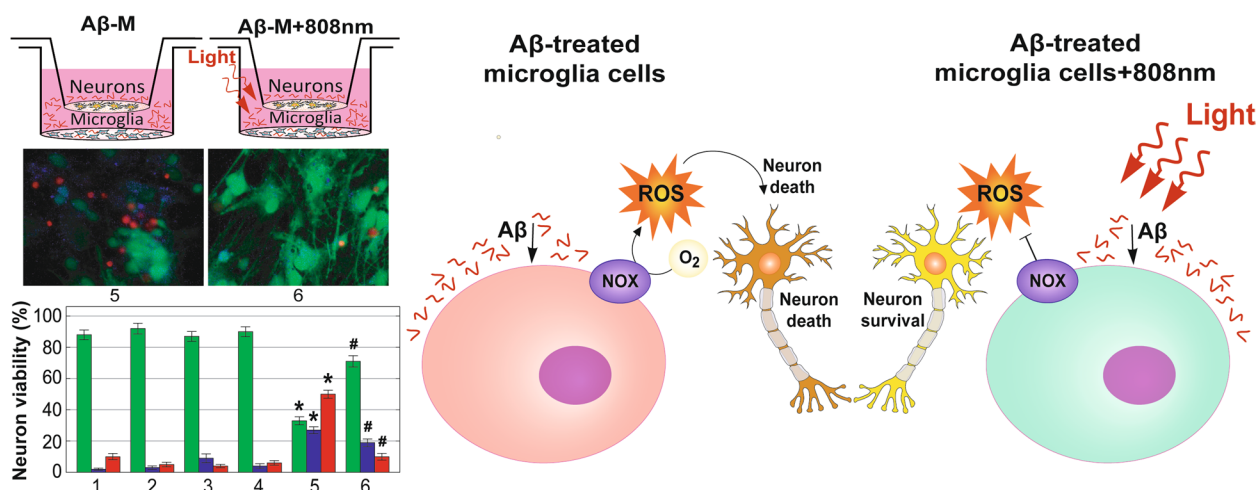 Aβ-M
Aβ-M+808nm
Light
Neurons
Microglia
Neurons
Microglia
5
6
Neuron viability (%)
100
80
60
40
20
0
*
*
*
#
#
#
1
2
3
4
5
6
Aβ-treated
microglia cells
Aβ
ROS
NOX
O2
Neuron
death
Neuron
death
Aβ-treated
microglia cells+808nm
Light
Neuron
survival
ROS
NOX
Aβ